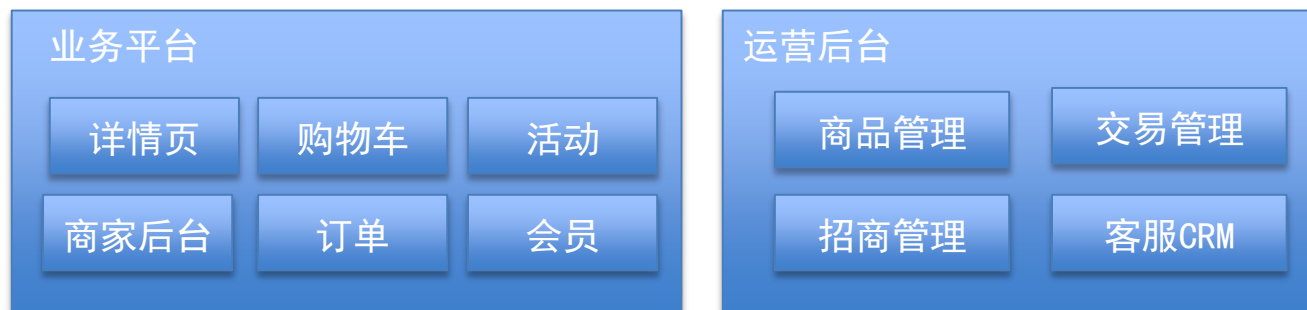 业务平台
详情页
购物车
活动
商家后台
订单
会员
运营后台
商品管理
交易管理
招商管理
客服CRM